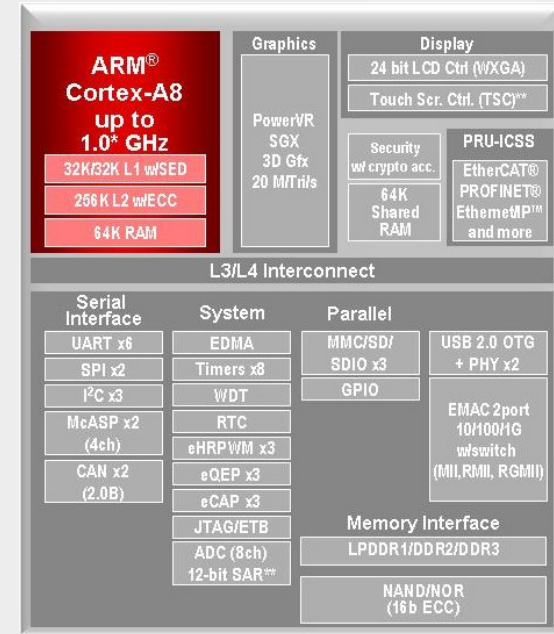 ARM®
Cortex-A8
up to
1.0* GHz
32K/32K L1 w/SED
256K L2 w/ECC
64K RAM
Graphics
PowerVR
SGX
3D Gfx
20 M/Tri/s
Display
24 bit LCD Ctrl (WXGA)
Touch Scr. Ctrl. (TSC)**
Security
w/ crypto acc.
64K
Shared
RAM
PRU-ICSS
EtherCAT®
PROFINET®
Ethernet/IP™
and more
L3/L4 Interconnect
Serial
Interface
UART x6
SPI x2
I²C x3
McASP x2
(4ch)
CAN x2
(2.0B)
System
EDMA
Timers x8
WDT
RTC
eHRPWM x3
eQEP x3
eCAP x3
JTAG/ETB
ADC (8ch)
12-bit SAR**
Parallel
MMC/SD/
SDIO x3
GPIO
USB 2.0 OTG
+ PHY x2
EMAC 2port
10/100/1G
w/switch
(MII,RMII, RGMII)
Memory Interface
LPDDR1/DDR2/DDR3
NAND/NOR
(16b ECC)